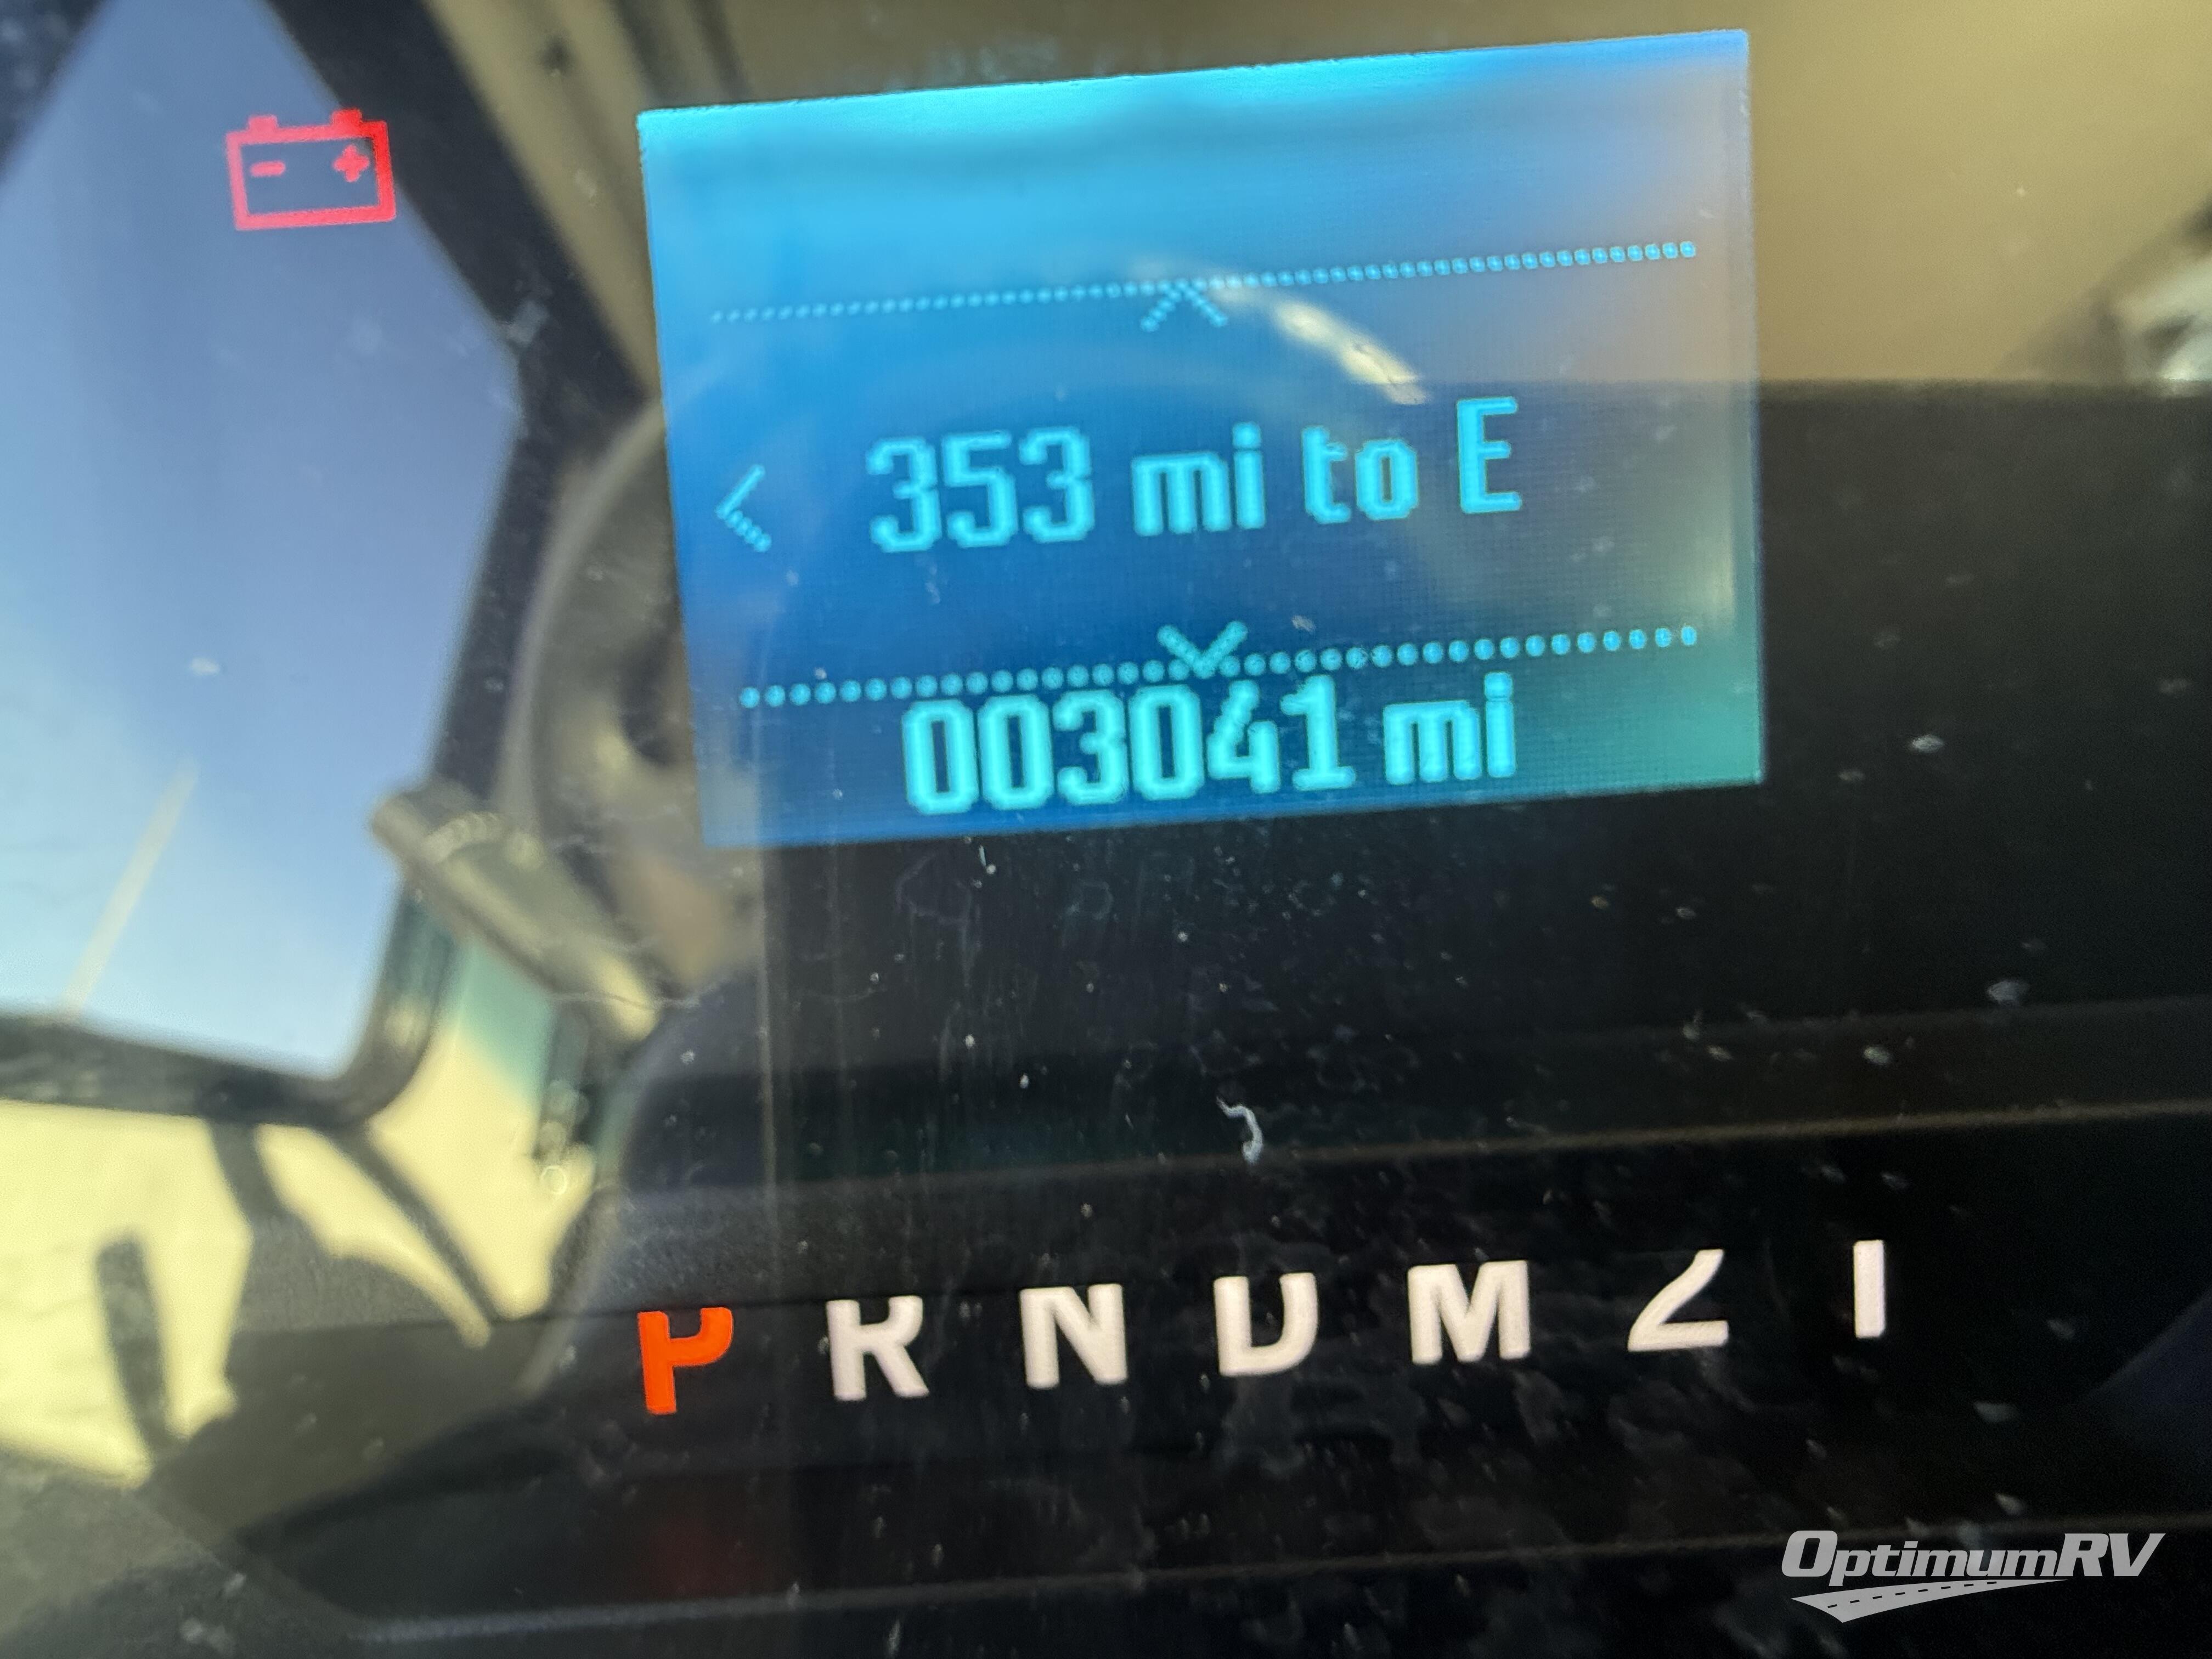 353 mi to E
003041 mi
P R N D M 2 1
OptimumRV